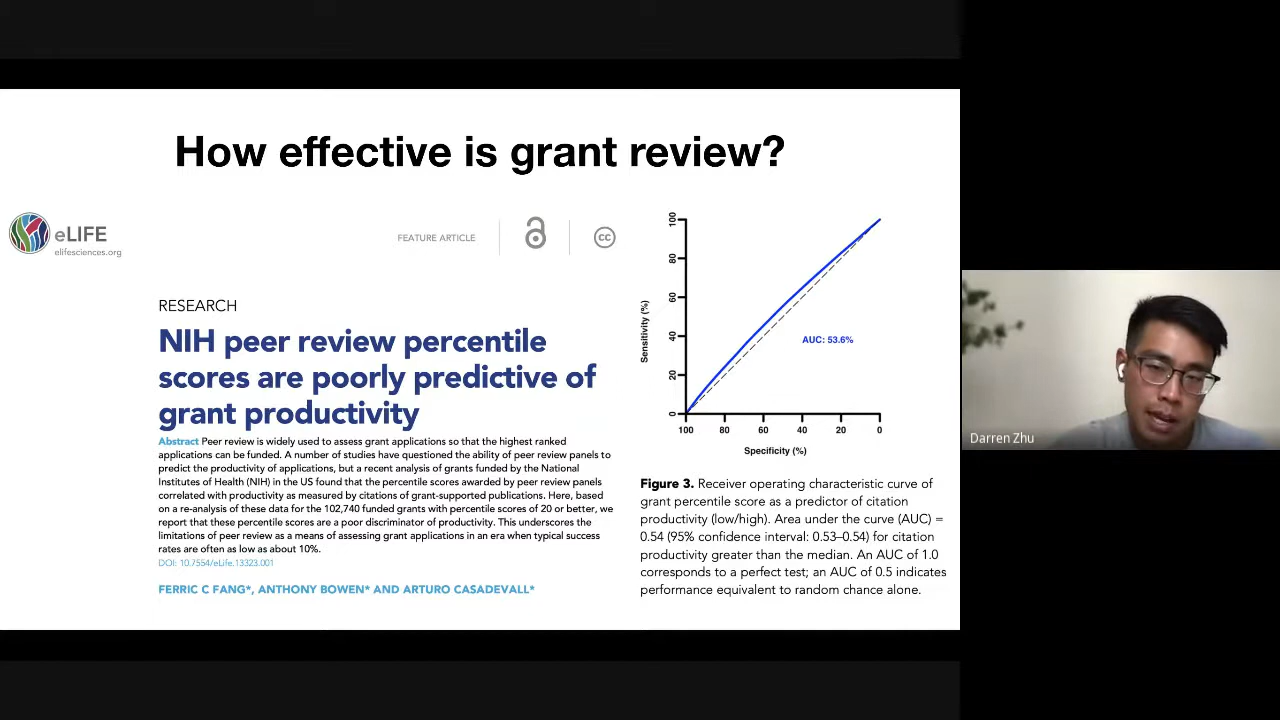 How effective is grant review?
eLIFE
elifesciences.org
FEATURE ARTICLE
cc
RESEARCH
NIH peer review percentile
scores are poorly predictive of
grant productivity
Abstract Peer review is widely used to assess grant applications so that the highest ranked
applications can be funded. A number of studies have questioned the ability of peer review panels to
predict the productivity of applications, but a recent analysis of grants funded by the National
Institutes of Health (NIH) in the US found that the percentile scores awarded by peer review panels
correlated with productivity as measured by citations of grant-supported publications. Here, based
on a re-analysis of these data for the 102,740 funded grants with percentile scores of 20 or better, we
report that these percentile scores are a poor discriminator of productivity. This underscores the
limitations of peer review as a means of assessing grant applications in an era when typical success
rates are often as low as about 10%.
DOI: 10.7554/eLife.13323.001
FERRIC C FANG*, ANTHONY BOWEN* AND ARTURO CASADEVALL*
Sensitivity (%)
100
80
60
40
20
0
AUC: 53.6%
100 80 60 40 20 0
Specificity (%)
Figure 3. Receiver operating characteristic curve of
grant percentile score as a predictor of citation
productivity (low/high). Area under the curve (AUC) =
0.54 (95% confidence interval: 0.53–0.54) for citation
productivity greater than the median. An AUC of 1.0
corresponds to a perfect test; an AUC of 0.5 indicates
performance equivalent to random chance alone.
Darren Zhu